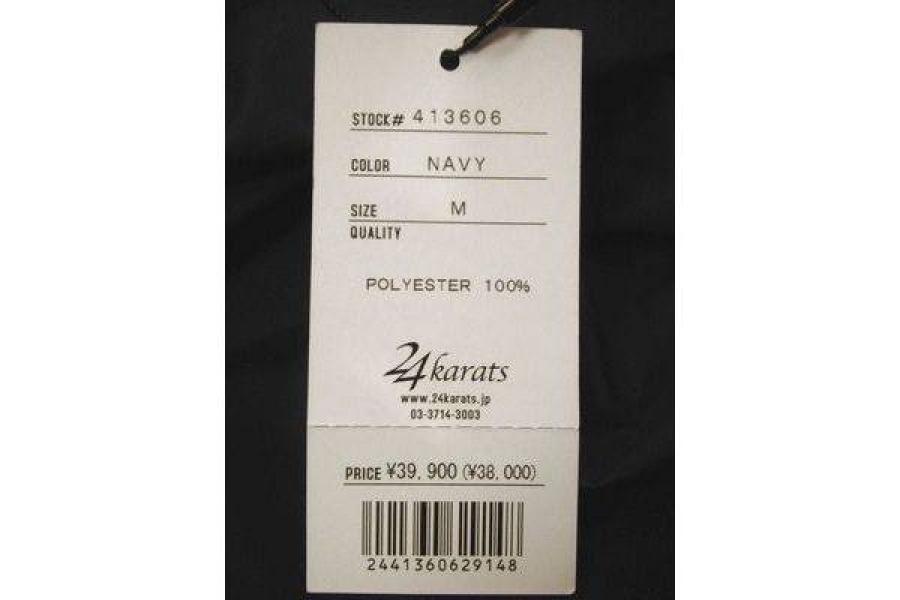 STOCK# 413606
COLOR NAVY
SIZE M
QUALITY
POLYESTER 100%
24karats
www.24karats.jp
03-3714-3003
PRICE ¥39,900 (¥38,000)
2441360629148